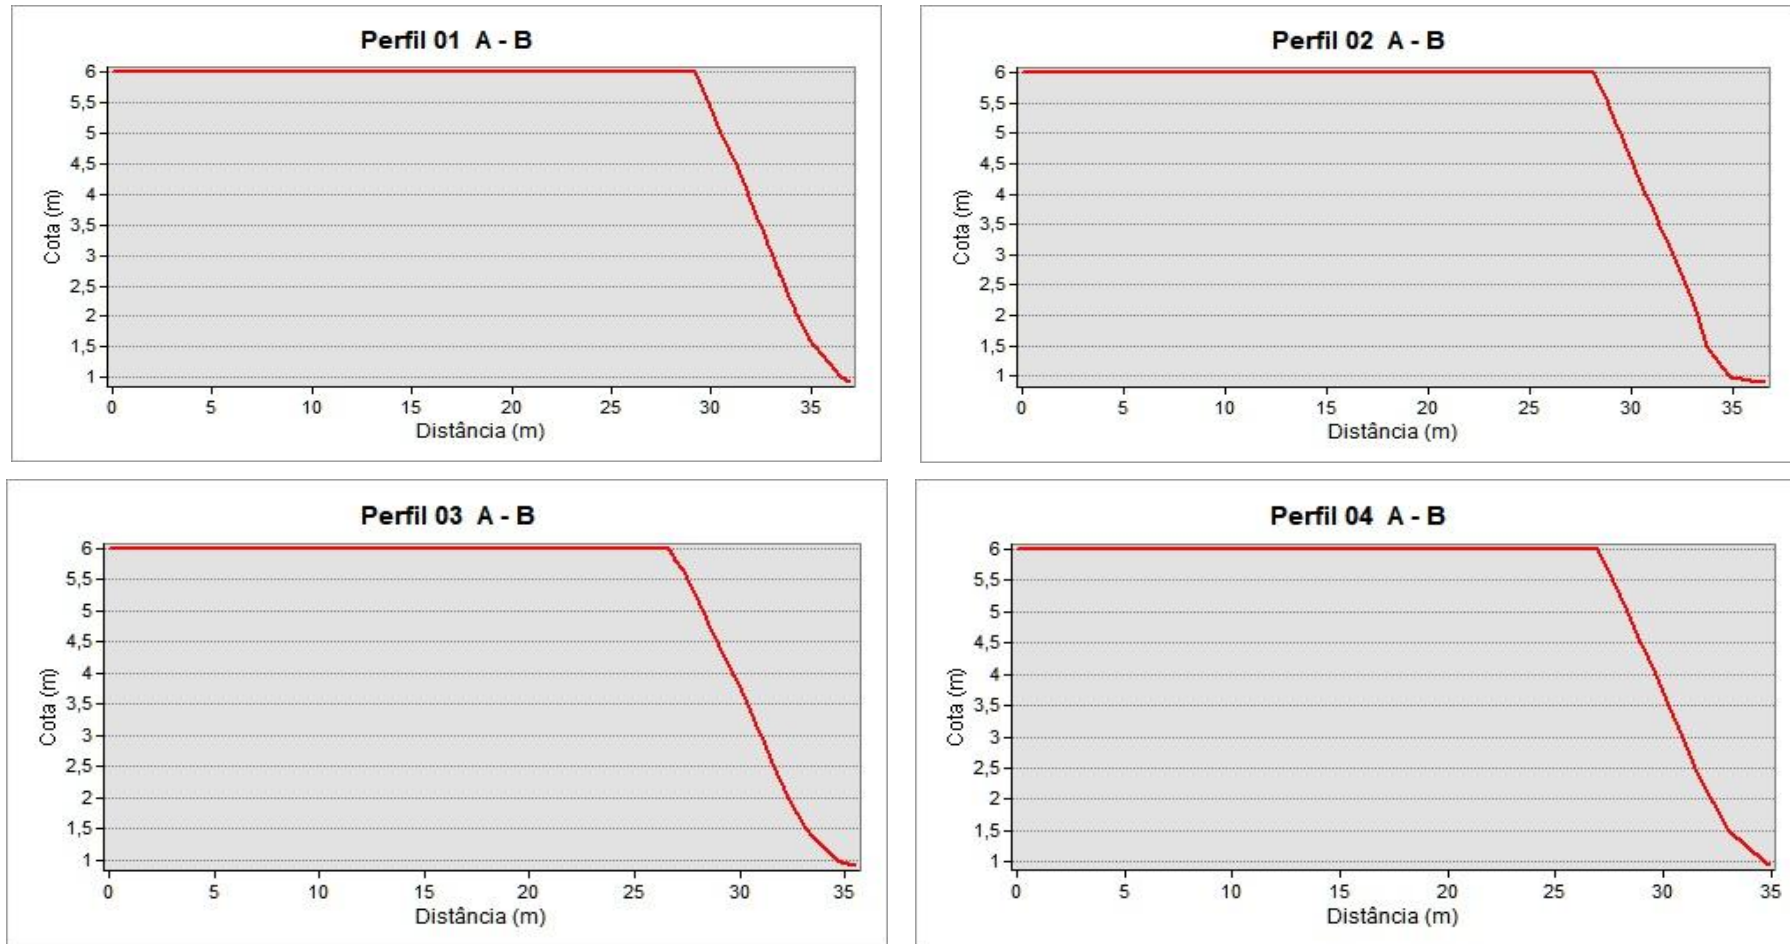 Perfil 01 A - B
6
5,5
5
4,5
4
3,5
3
2,5
2
1,5
1
Cota (m)
0 5 10 15 20 25 30 35
Distância (m)
Perfil 02 A - B
6
5,5
5
4,5
4
3,5
3
2,5
2
1,5
1
Cota (m)
0 5 10 15 20 25 30 35
Distância (m)
Perfil 03 A - B
6
5,5
5
4,5
4
3,5
3
2,5
2
1,5
1
Cota (m)
0 5 10 15 20 25 30 35
Distância (m)
Perfil 04 A - B
6
5,5
5
4,5
4
3,5
3
2,5
2
1,5
1
Cota (m)
0 5 10 15 20 25 30 35
Distância (m)